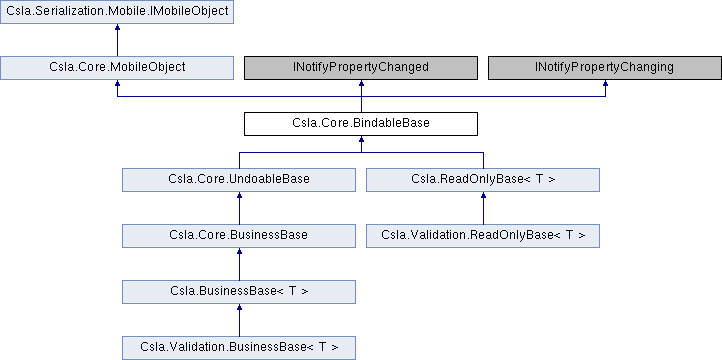 Csla.Serialization.Mobile.IMobileObject
Csla.Core.MobileObject
INotifyPropertyChanged
INotifyPropertyChanging
Csla.Core.BindableBase
Csla.Core.UndoableBase
Csla.ReadOnlyBase< T >
Csla.Core.BusinessBase
Csla.Validation.ReadOnlyBase< T >
Csla.BusinessBase< T >
Csla.Validation.BusinessBase< T >